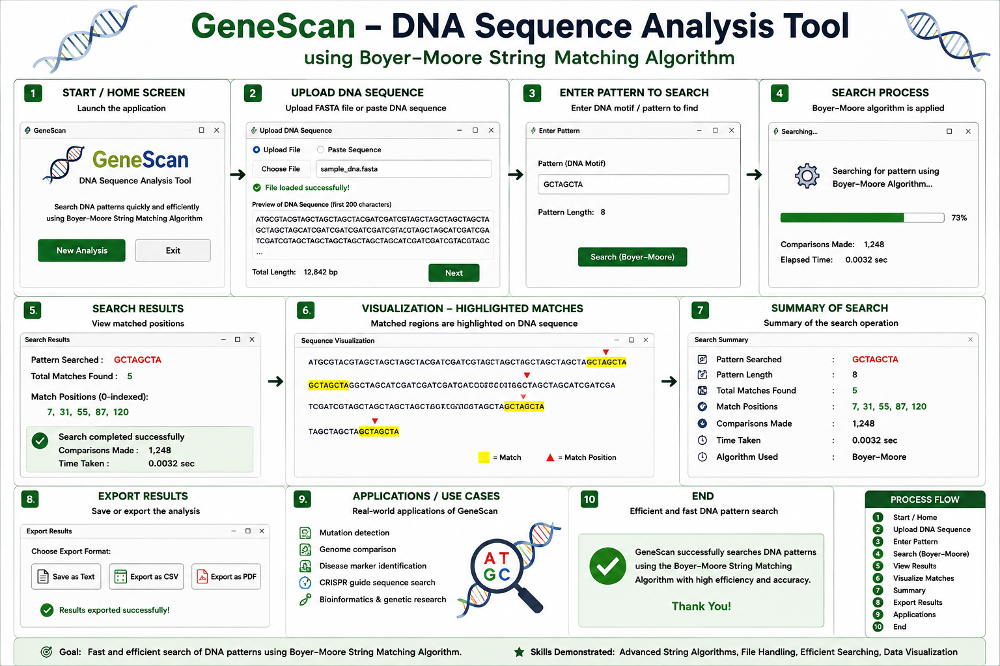 GeneScan – DNA Sequence Analysis Tool
using Boyer–Moore String Matching Algorithm
1 START / HOME SCREEN
Launch the application
GeneScan
GeneScan
DNA Sequence Analysis Tool
Search DNA patterns quickly and efficiently
using Boyer–Moore String Matching Algorithm
New Analysis Exit
2 UPLOAD DNA SEQUENCE
Upload FASTA file or paste DNA sequence
Upload DNA Sequence
Upload File Paste Sequence
Choose File sample_dna.fasta
File loaded successfully!
Preview of DNA Sequence (first 200 characters)
ATGCGTACGTAGCTAGCTAGCTACGATCGATCGTAGCTAGCTAGCTAGCTA
GCTAGCTAGCATCGATCGATCGATCGATCGTACGTAGCTAGCATCGATCGA
TCGATCGTAGCTAGCTAGCTAGCTAGCTAGCATCGATCGATCGTACGTAGC
...
Total Length: 12,842 bp
Next
3 ENTER PATTERN TO SEARCH
Enter DNA motif / pattern to find
Enter Pattern
Pattern (DNA Motif)
GCTAGCTA
Pattern Length: 8
Search (Boyer–Moore)
4 SEARCH PROCESS
Boyer–Moore algorithm is applied
Searching...
Searching for pattern using
Boyer–Moore Algorithm...
73%
Comparisons Made: 1,248
Elapsed Time: 0.0032 sec
5. SEARCH RESULTS
View matched positions
Search Results
Pattern Searched : GCTAGCTA
Total Matches Found : 5
Match Positions (0-indexed):
7, 31, 55, 87, 120
Search completed successfully
Comparisons Made : 1,248
Time Taken : 0.0032 sec
6. VISUALIZATION – HIGHLIGHTED MATCHES
Matched regions are highlighted on DNA sequence
Sequence Visualization
ATGCGTACGTAGCTAGCTAGCTACGATCGATCGTAGCTAGCTAGCTAGCTAGCTAGCTAGCTA
TAGCTAGCTAGCTAGCTA
= Match = Match Position
7 SUMMARY OF SEARCH
Summary of the search operation
Search Summary
Pattern Searched : GCTAGCTA
Pattern Length : 8
Total Matches Found : 5
Match Positions : 7, 31, 55, 87, 120
Comparisons Made : 1,248
Time Taken : 0.0032 sec
Algorithm Used : Boyer–Moore
8. EXPORT RESULTS
Save or export the analysis
Export Results
Choose Export Format:
Save as Text Export as CSV Export as PDF
Results exported successfully!
9. APPLICATIONS / USE CASES
Real-world applications of GeneScan
Mutation detection
Genome comparison
Disease marker identification
CRISPR guide sequence search
Bioinformatics & genetic research
A T
G C
10 END
Efficient and fast DNA pattern search
GeneScan successfully searches DNA patterns
using the Boyer–Moore String Matching
Algorithm with high efficiency and accuracy.
Thank You!
PROCESS FLOW
1 Start / Home
2 Upload DNA Sequence
3 Enter Pattern
4 Search (Boyer–Moore)
5 View Results
6 Visualize Matches
7 Summary
8 Export Results
9 Applications
10 End
Goal: Fast and efficient search of DNA patterns using Boyer–Moore String Matching Algorithm.
Skills Demonstrated: Advanced String Algorithms, File Handling, Efficient Searching, Data Visualization